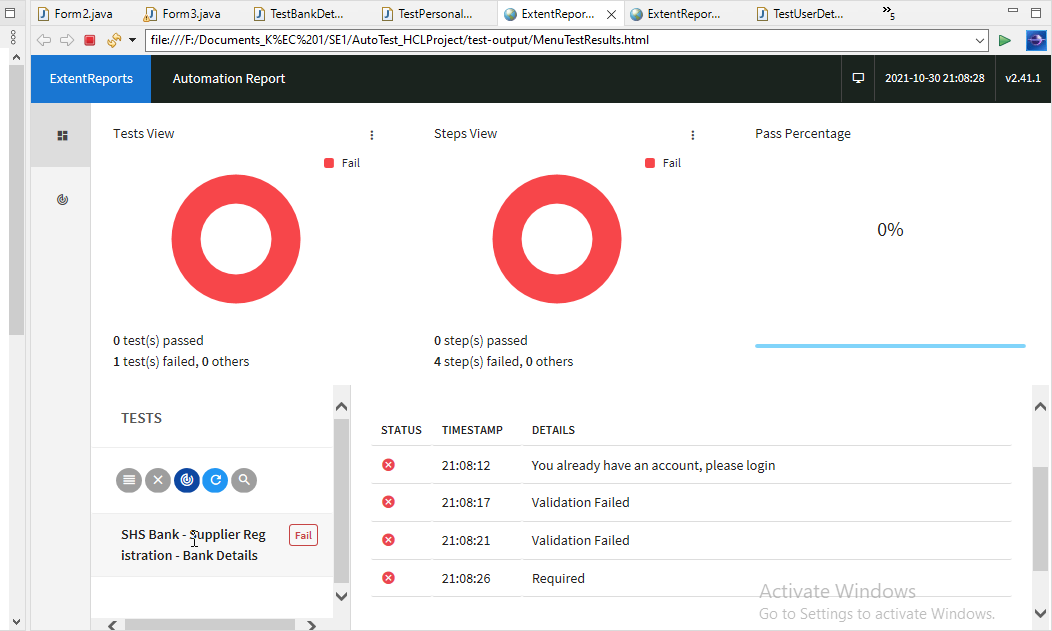 Form2.java
Form3.java
TestBankDet...
TestPersonal...
ExtentRepor...
ExtentRepor...
TestUserDet...
»5
file:///F:/Documents_K%EC%201/SE1/AutoTest_HCLProject/test-output/MenuTestResults.html
ExtentReports
Automation Report
2021-10-30 21:08:28
v2.41.1
Tests View
Fail
0 test(s) passed
1 test(s) failed, 0 others
Steps View
Fail
0 step(s) passed
4 step(s) failed, 0 others
Pass Percentage
0%
TESTS
SHS Bank - Supplier Reg
istration - Bank Details
Fail
STATUS TIMESTAMP DETAILS
21:08:12 You already have an account, please login
21:08:17 Validation Failed
21:08:21 Validation Failed
21:08:26 Required
Activate Windows
Go to Settings to activate Windows.